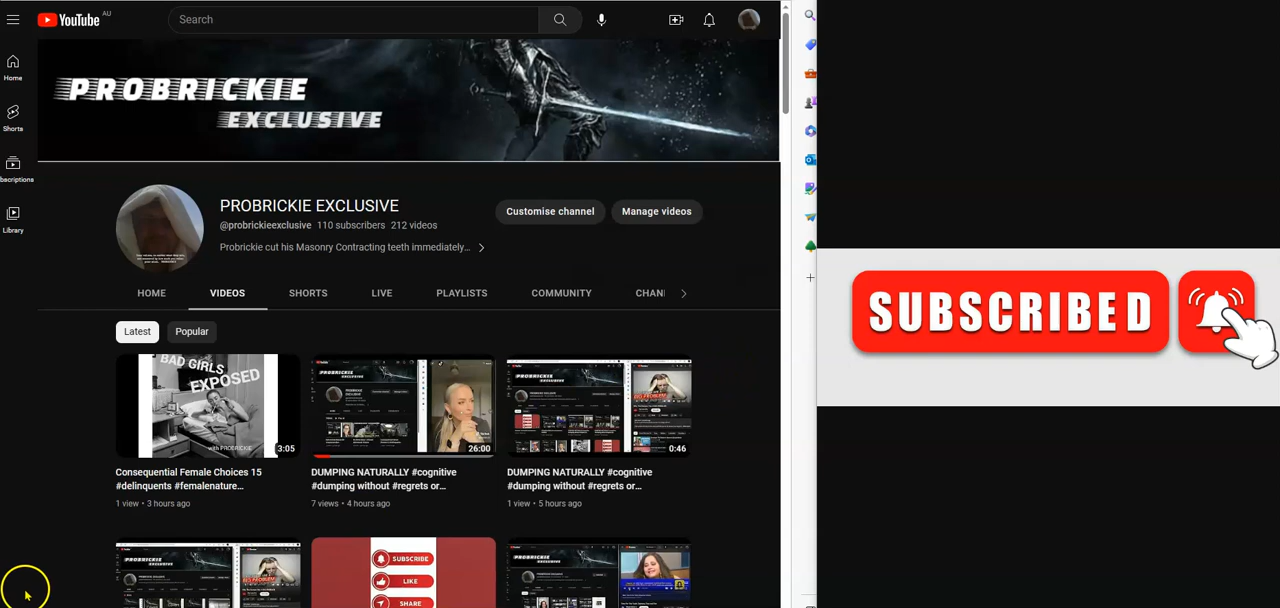 YouTube AU
Search
PROBRICKIE
EXCLUSIVE
Home
Shorts
bscriptions
Library
PROBRICKIE EXCLUSIVE
@probrickieexclusive 110 subscribers 212 videos
Probrickie cut his Masonry Contracting teeth immediately...
Customise channel
Manage videos
HOME
VIDEOS
SHORTS
LIVE
PLAYLISTS
COMMUNITY
CHAN
Latest
Popular
BAD GIRLS
EXPOSED
with PROBRICKIE
3:05
Consequential Female Choices 15
#delinquents #femalenature...
1 view • 3 hours ago
26:00
DUMPING NATURALLY #cognitive
#dumping without #regrets or...
7 views • 4 hours ago
0:46
DUMPING NATURALLY #cognitive
#dumping without #regrets or...
1 view • 5 hours ago
SUBSCRIBE
LIKE
SHARE
SUBSCRIBED